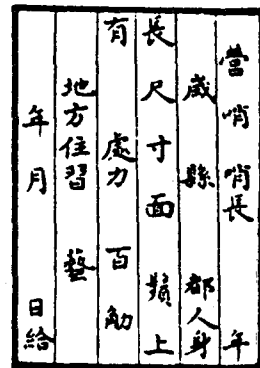 當哨哨長 年
歲 縣 都人身
長尺寸面 上
有 處力百觔
地方住習 藝
年月 日給